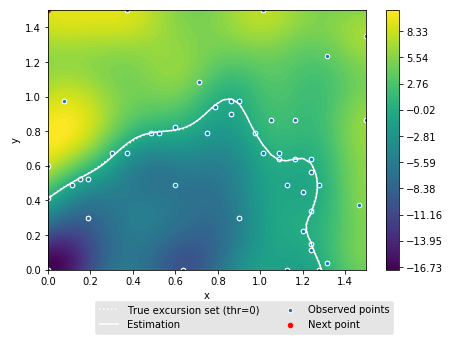 1.4
1.2
1.0
0.8
0.6
0.4
0.2
0.0
y
0.0 0.2 0.4 0.6 0.8 1.0 1.2 1.4
x
8.33
5.54
2.76
−0.02
−2.81
−5.59
−8.38
−11.16
−13.95
−16.73
True excursion set (thr=0)
Estimation
Observed points
Next point